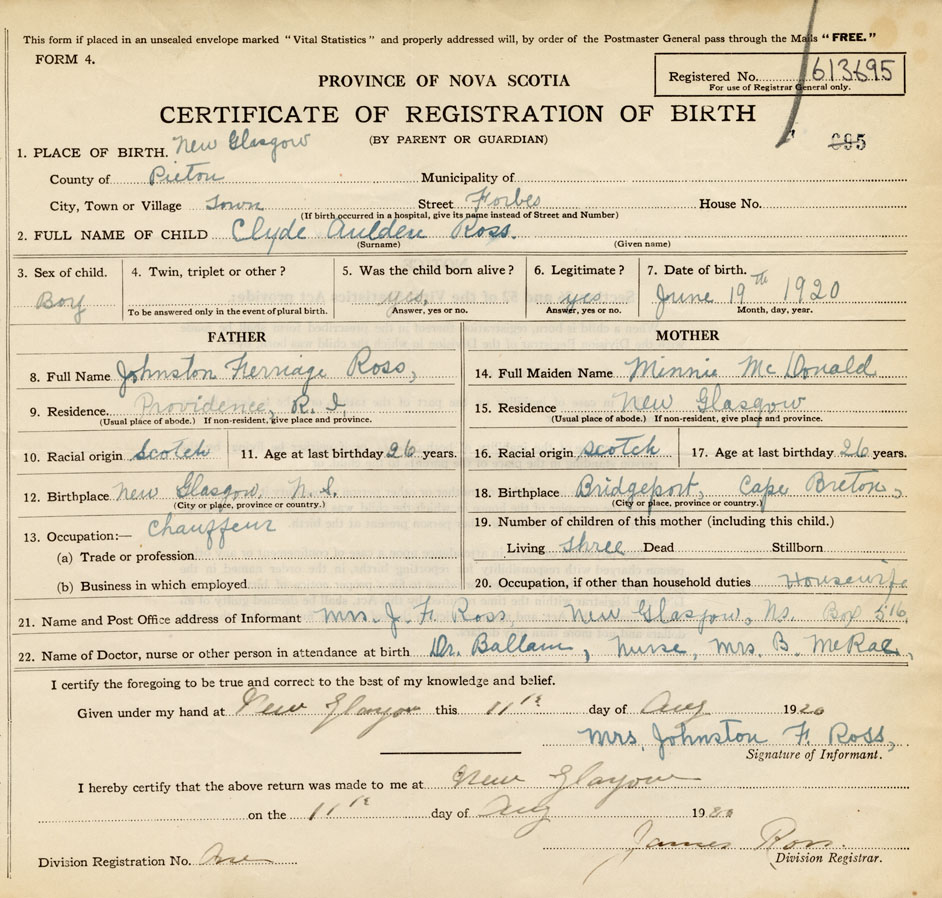 This form if placed in an unsealed envelope marked "Vital Statistics" and properly addressed will, by order of the Postmaster General pass through the Mails "FREE."
FORM 4.
PROVINCE OF NOVA SCOTIA
Registered No. 613695
For use of Registrar General only.
CERTIFICATE OF REGISTRATION OF BIRTH
(BY PARENT OR GUARDIAN)
695
1. PLACE OF BIRTH. New Glasgow
County of Pictou Municipality of
City, Town or Village Town Street Forbes House No.
(If birth occurred in a hospital, give its name instead of Street and Number)
2. FULL NAME OF CHILD Clyde Aulden Ross.
(Surname) (Given name)
3. Sex of child. 4. Twin, triplet or other? 5. Was the child born alive? 6. Legitimate? 7. Date of birth.
Boy yes, yes June 19th 1920
To be answered only in the event of plural birth. Answer, yes or no. Answer, yes or no. Month, day, year.
FATHER MOTHER
8. Full Name Johnston Ferriage Ross, 14. Full Maiden Name Minnie McDonald
9. Residence. Providence, R. I, 15. Residence New Glasgow
(Usual place of abode.) If non-resident, give place and province. (Usual place of abode.) If non-resident, give place and province.
10. Racial origin Scotch 11. Age at last birthday 26 years. 16. Racial origin Scotch 17. Age at last birthday 26 years.
12. Birthplace New Glasgow, N. S. 18. Birthplace Bridgeport, Cape Breton,
(City or place, province or country.) (City or place, province or country.)
13. Occupation:— Chauffeur 19. Number of children of this mother (including this child.)
(a) Trade or profession Living three Dead Stillborn
(b) Business in which employed 20. Occupation, if other than household duties Housewife
21. Name and Post Office address of Informant Mrs. J. F. Ross, New Glasgow, Ns. Box 516,
22. Name of Doctor, nurse or other person in attendance at birth Dr. Ballam, Nurse, Mrs. B. McRae,
I certify the foregoing to be true and correct to the best of my knowledge and belief.
Given under my hand at New Glasgow this 11th day of Aug 1920
Mrs. Johnston F. Ross,
Signature of Informant.
I hereby certify that the above return was made to me at New Glasgow
on the 11th day of Aug 1920
James Ross.
Division Registration No. One Division Registrar.